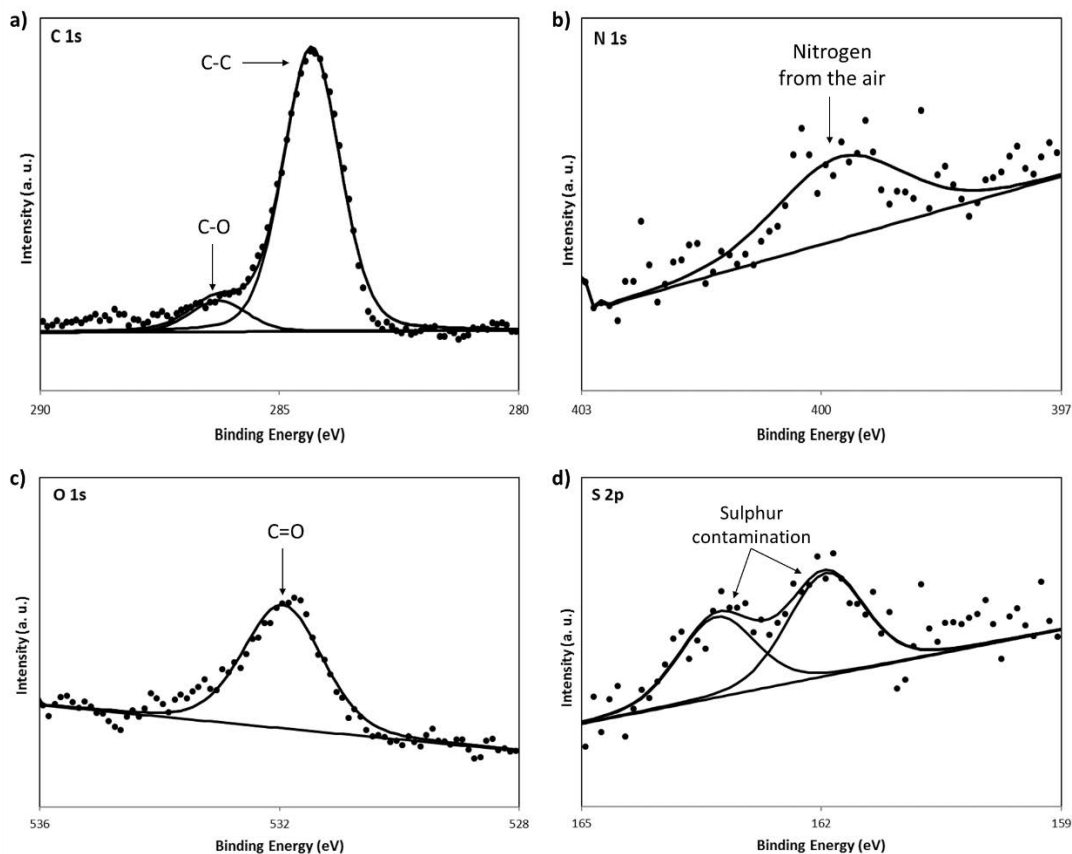 a)
C 1s
C-C
C-O
Intensity (a. u.)
290
285
280
Binding Energy (eV)
b)
N 1s
Nitrogen
from the air
Intensity (a. u.)
403
400
397
Binding Energy (eV)
c)
O 1s
C=O
Intensity (a. u.)
536
532
528
Binding Energy (eV)
d)
S 2p
Sulphur
contamination
Intensity (a. u.)
165
162
159
Binding Energy (eV)